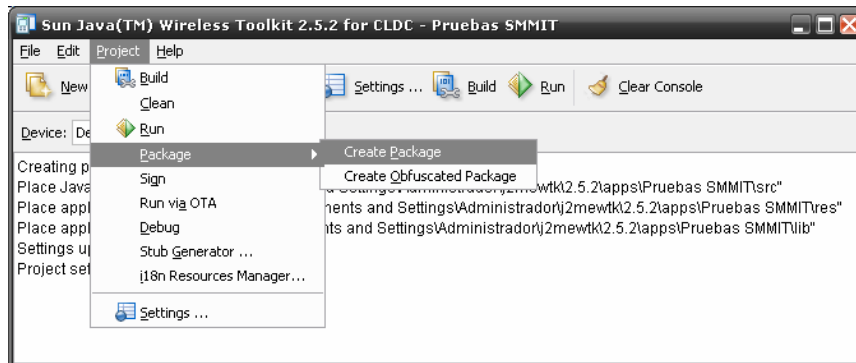 Sun Java(TM) Wireless Toolkit 2.5.2 for CLDC - Pruebas SMMIT
File Edit Project Help
New Settings ... Build Run Clear Console
Device: De
Build
Clean
Run
Package
Create Package
Create Obfuscated Package
Sign
Run via OTA
Debug
Stub Generator ...
i18n Resources Manager...
Settings ...
Creating p
Place Java d Settings\Administrador\j2mewtk\2.5.2\apps\Pruebas SMMIT\src"
Place appl ments and Settings\Administrador\j2mewtk\2.5.2\apps\Pruebas SMMIT\res"
Place appl nts and Settings\Administrador\j2mewtk\2.5.2\apps\Pruebas SMMIT\lib"
Settings u
Project set